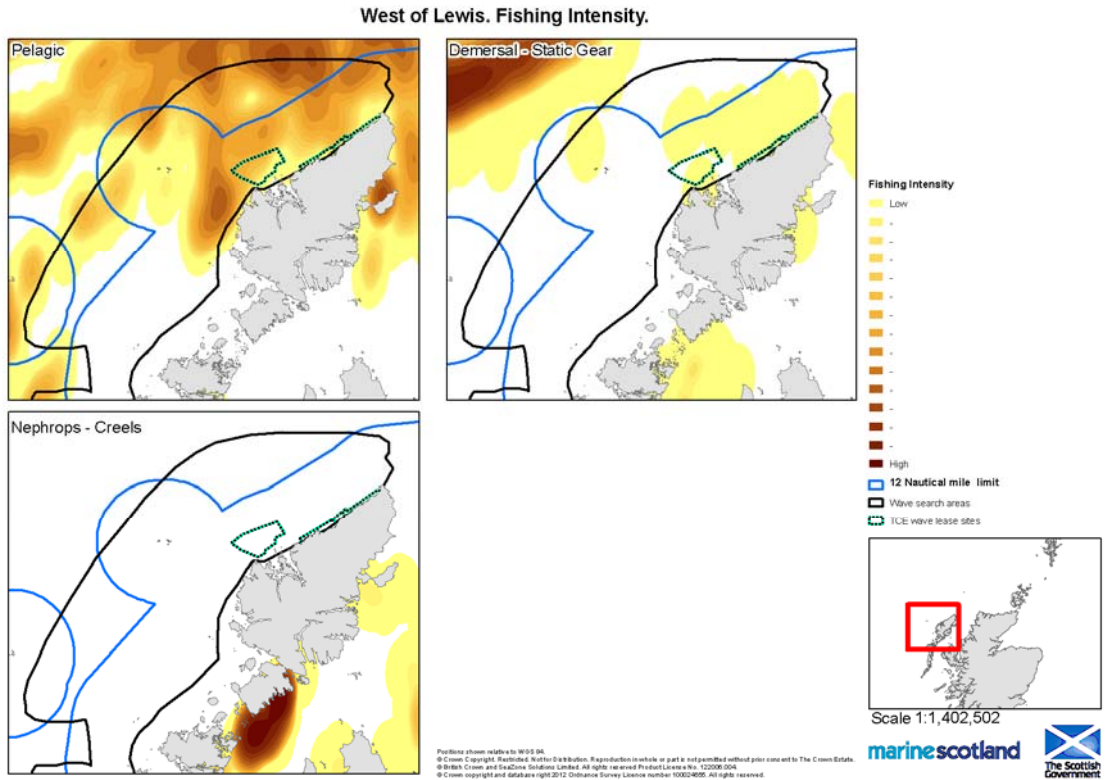 West of Lewis. Fishing Intensity.
Pelagic
Demersal - Static Gear
Nephrops - Creels
Fishing Intensity
Low
-
-
-
-
-
-
-
-
-
-
-
-
-
High
12 Nautical mile limit
Wave search areas
TCE wave lease sites
Scale 1:1,402,502
Positions shown relative to WGS 84.
© Crown Copyright. Restricted. Not for Distribution. Reproduction in whole or part is not permitted without prior consent to The Crown Estate.
© British Crown and SeaZone Solutions Limited. All rights reserved. Product Licence No. 122006.004.
© Crown copyright and database right 2012 Ordnance Survey Licence number 100024655. All rights reserved.
marinescotland
The Scottish
Government